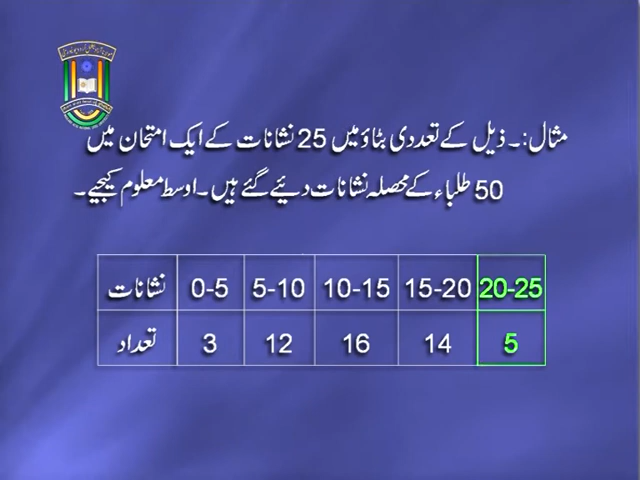 مثال:۔ ذیل کے تعددی بٹاؤ میں 25 نشانات کے ایک امتحان میں
50 طلباء کے محصلہ نشانات دئیے گئے ہیں۔ اوسط معلوم کیجیے۔
نشانات 0-5 5-10 10-15 15-20 20-25
تعداد 3 12 16 14 5